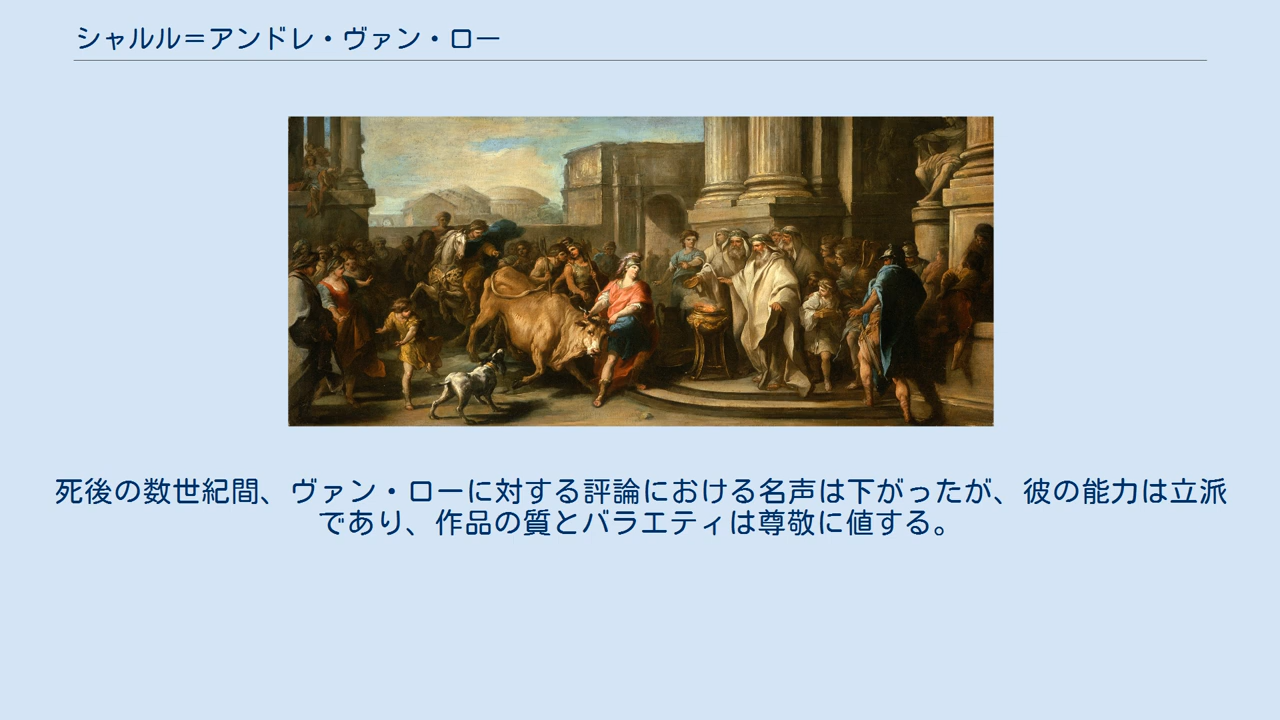 シャルル＝アンドレ・ヴァン・ロー
死後の数世紀間、ヴァン・ローに対する評論における名声は下がったが、彼の能力は立派
であり、作品の質とバラエティは尊敬に値する。